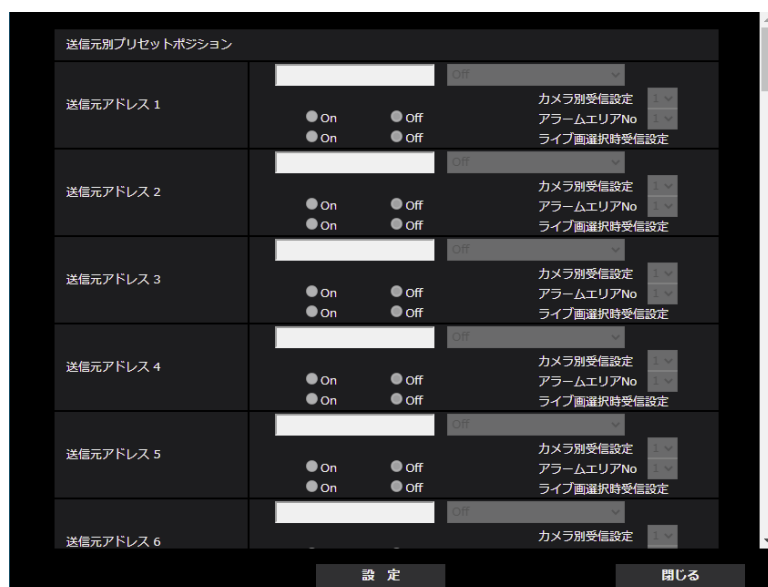 送信元別プリセットポジション
Off
送信元アドレス 1
カメラ別受信設定 1
On Off アラームエリアNo 1
On Off ライブ画選択時受信設定
Off
送信元アドレス 2
カメラ別受信設定 1
On Off アラームエリアNo 1
On Off ライブ画選択時受信設定
Off
送信元アドレス 3
カメラ別受信設定 1
On Off アラームエリアNo 1
On Off ライブ画選択時受信設定
Off
送信元アドレス 4
カメラ別受信設定 1
On Off アラームエリアNo 1
On Off ライブ画選択時受信設定
Off
送信元アドレス 5
カメラ別受信設定 1
On Off アラームエリアNo 1
On Off ライブ画選択時受信設定
Off
送信元アドレス 6
カメラ別受信設定 1
設 定 閉じる